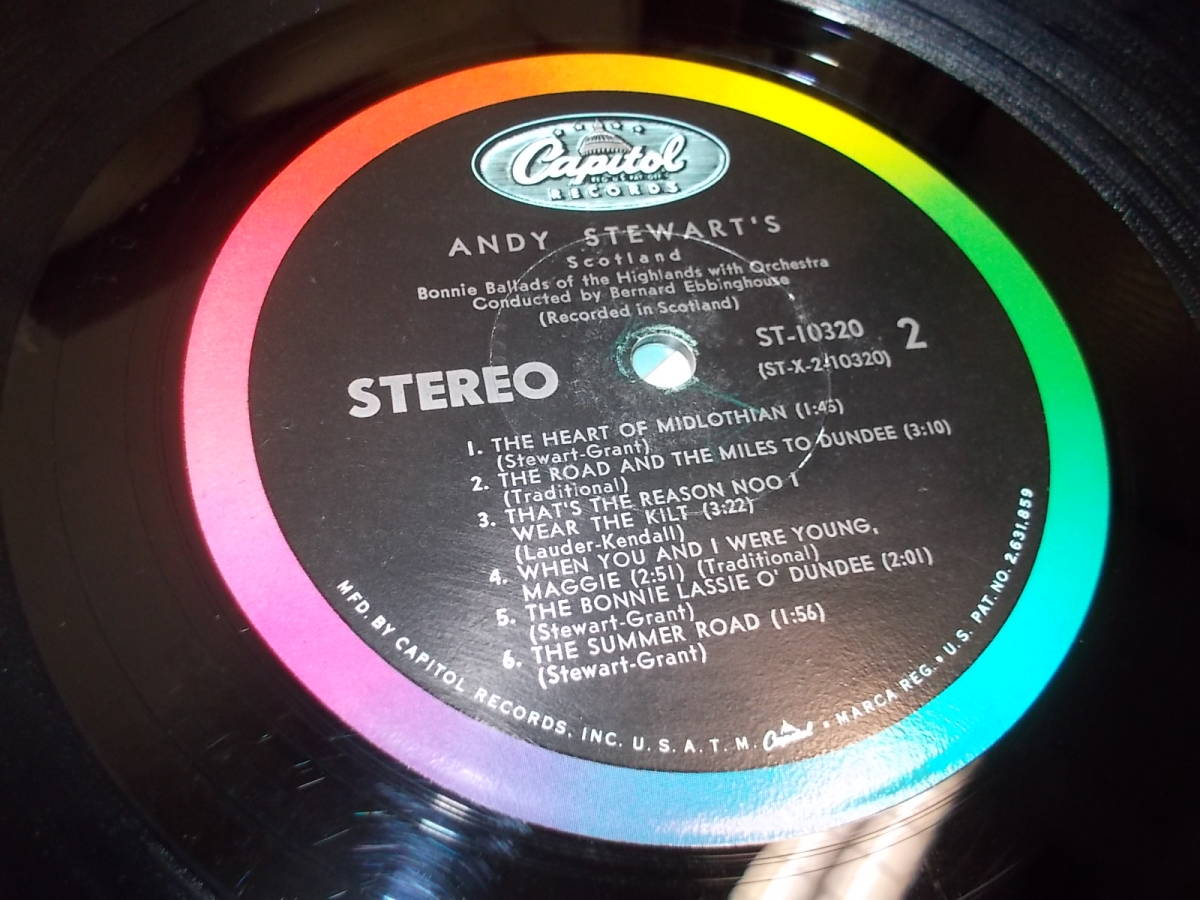 Capitol
RECORDS
ANDY STEWART'S
Scotland
Bonnie Ballads of the Highlands with Orchestra
Conducted by Bernard Ebbinghouse
(Recorded in Scotland)
STEREO
ST-10320 2
(ST-X-2-10320)
1. THE HEART OF MIDLOTHIAN (1:45)
(Stewart-Grant)
2. THE ROAD AND THE MILES TO DUNDEE (3:10)
(Traditional)
3. THAT'S THE REASON NOO I
WEAR THE KILT (3:22)
(Lauder-Kendall)
4. WHEN YOU AND I WERE YOUNG,
MAGGIE (2:51) (Traditional)
5. THE BONNIE LASSIE O' DUNDEE (2:01)
(Stewart-Grant)
6. THE SUMMER ROAD (1:56)
(Stewart-Grant)
MFD. BY CAPITOL RECORDS, INC. U.S.A. T.M. Capitol • MARCA REG. • U.S. PAT. NO. 2,631,859